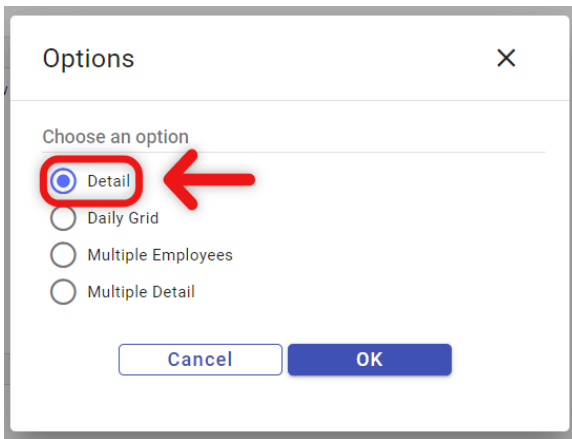 Options
Choose an option
Detail
Daily Grid
Multiple Employees
Multiple Detail
Cancel OK